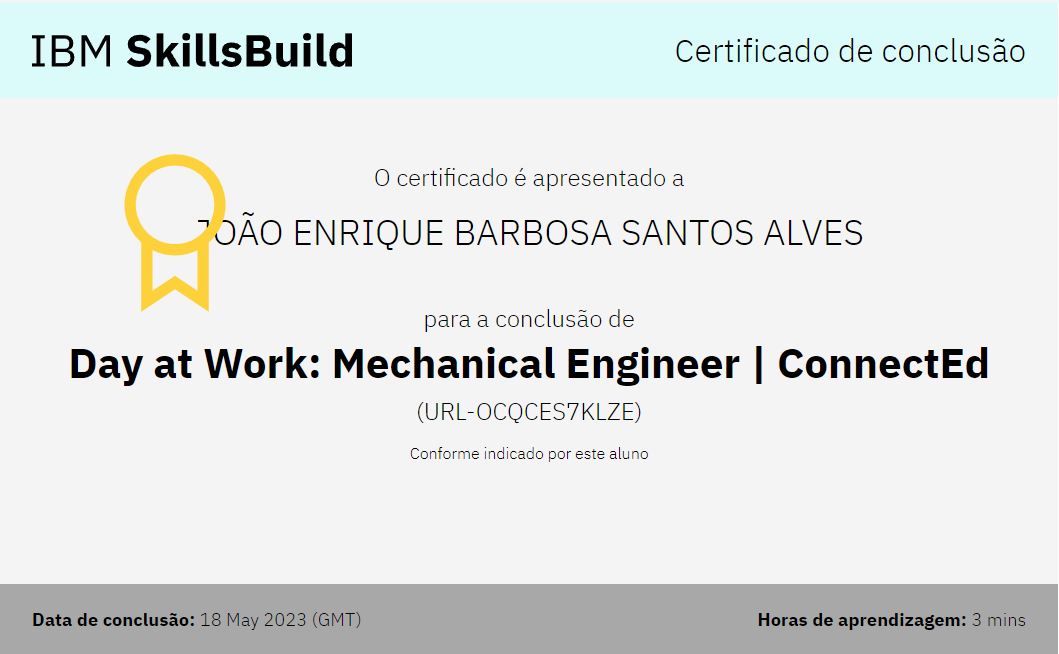 IBM SkillsBuild
Certificado de conclusão
O certificado é apresentado a
JOÃO ENRIQUE BARBOSA SANTOS ALVES
para a conclusão de
Day at Work: Mechanical Engineer | ConnectEd
(URL-OCQCES7KLZE)
Conforme indicado por este aluno
Data de conclusão: 18 May 2023 (GMT)
Horas de aprendizagem: 3 mins